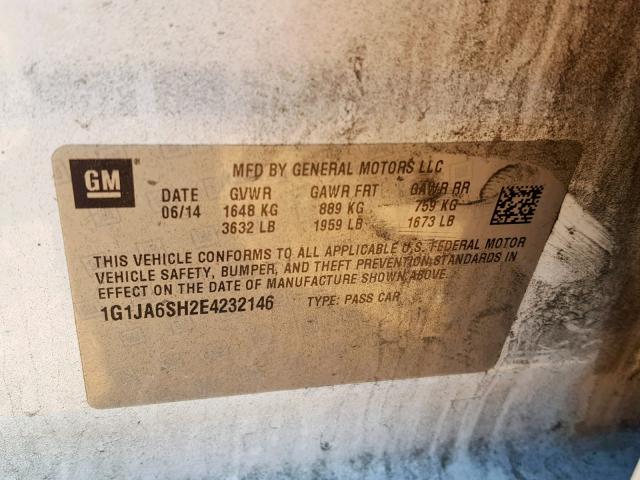 GM ® MFD BY GENERAL MOTORS LLC
DATE GVWR GAWR FRT GAWR RR
06/14 1648 KG 889 KG 759 KG
3632 LB 1959 LB 1673 LB
THIS VEHICLE CONFORMS TO ALL APPLICABLE U.S. FEDERAL MOTOR
VEHICLE SAFETY, BUMPER, AND THEFT PREVENTION STANDARDS IN
EFFECT ON THE DATE OF MANUFACTURE SHOWN ABOVE.
1G1JA6SH2E4232146 TYPE: PASS CAR